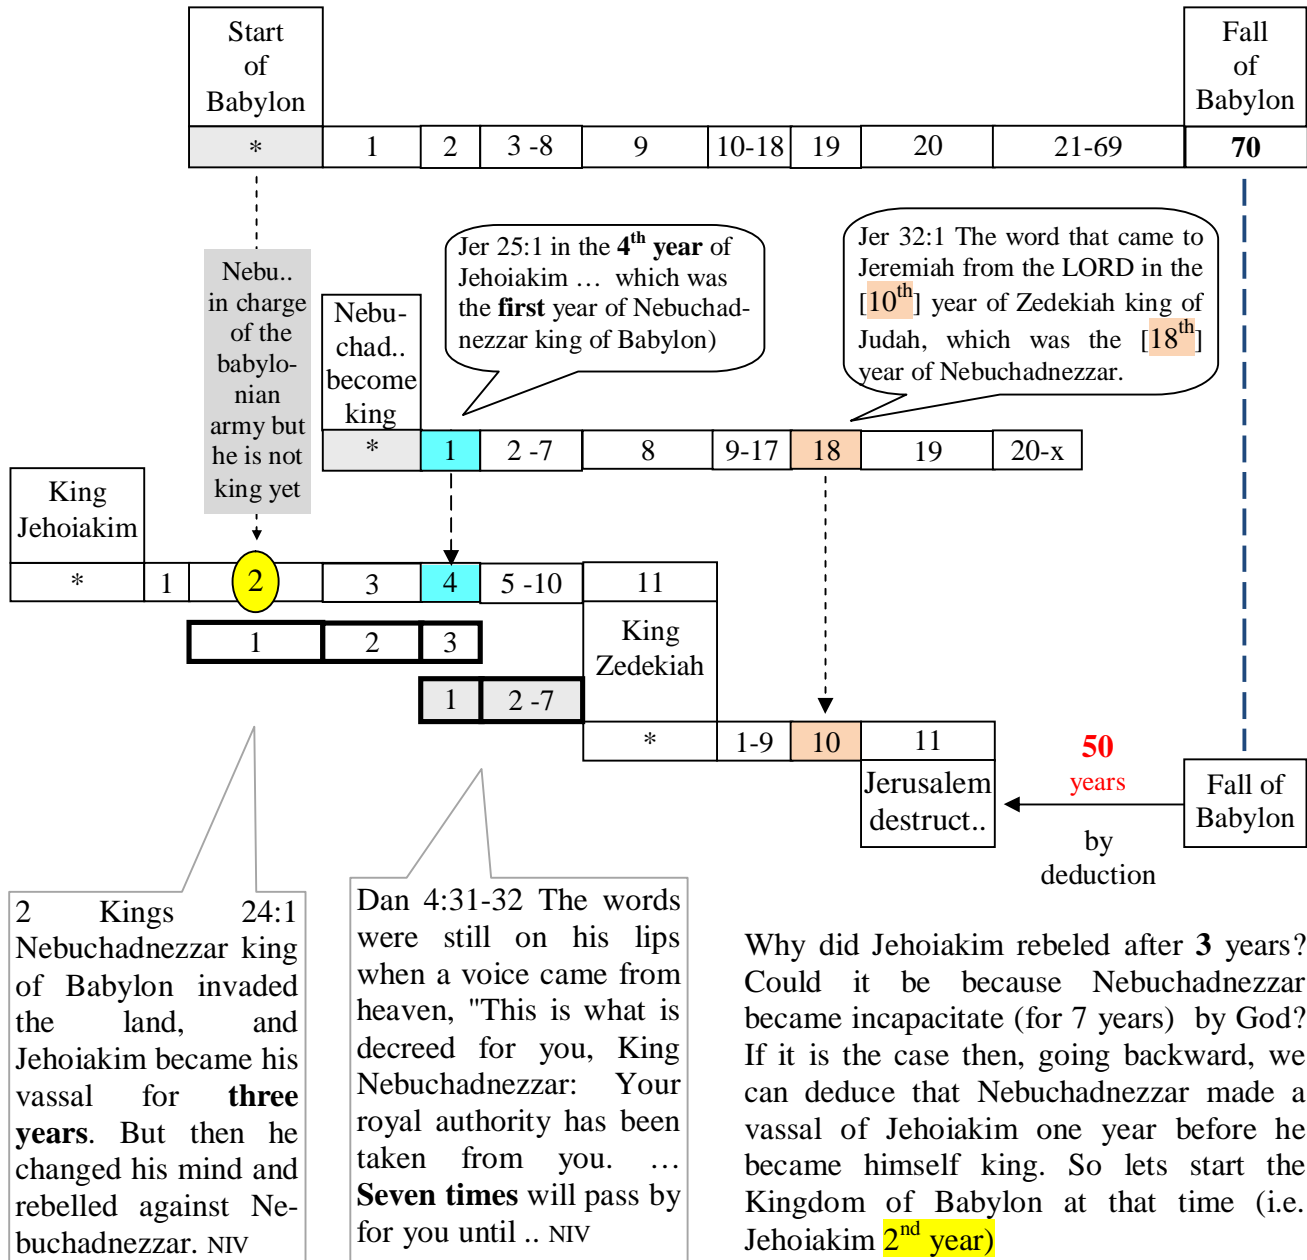 Start
of
Babylon
Fall
of
Babylon
* 1 2 3 -8 9 10-18 19 20 21-69 70
Nebu..
in charge
of the
babylo-
nian
army but
he is not
king yet
Nebu-
chad..
become
king
Jer 25:1 in the 4th year of
Jehoiakim … which was
the first year of Nebuchad-
nezzar king of Babylon)
Jer 32:1 The word that came to
Jeremiah from the LORD in the
[10th] year of Zedekiah king of
Judah, which was the [18th]
year of Nebuchadnezzar.
* 1 2 -7 8 9-17 18 19 20-x
King
Jehoiakim
* 1 2 3 4 5 -10 11
1 2 3
King
Zedekiah
1 2 -7
* 1-9 10 11
Jerusalem
destruct..
50
years
by
deduction
Fall of
Babylon
2 Kings 24:1
Nebuchadnezzar king
of Babylon invaded
the land, and
Jehoiakim became his
vassal for three
years. But then he
changed his mind and
rebelled against Ne-
buchadnezzar. NIV
Dan 4:31-32 The words
were still on his lips
when a voice came from
heaven, "This is what is
decreed for you, King
Nebuchadnezzar: Your
royal authority has been
taken from you. …
Seven times will pass by
for you until .. NIV
Why did Jehoiakim rebeled after 3 years?
Could it be because Nebuchadnezzar
became incapacitate (for 7 years) by God?
If it is the case then, going backward, we
can deduce that Nebuchadnezzar made a
vassal of Jehoiakim one year before he
became himself king. So lets start the
Kingdom of Babylon at that time (i.e.
Jehoiakim 2nd year)